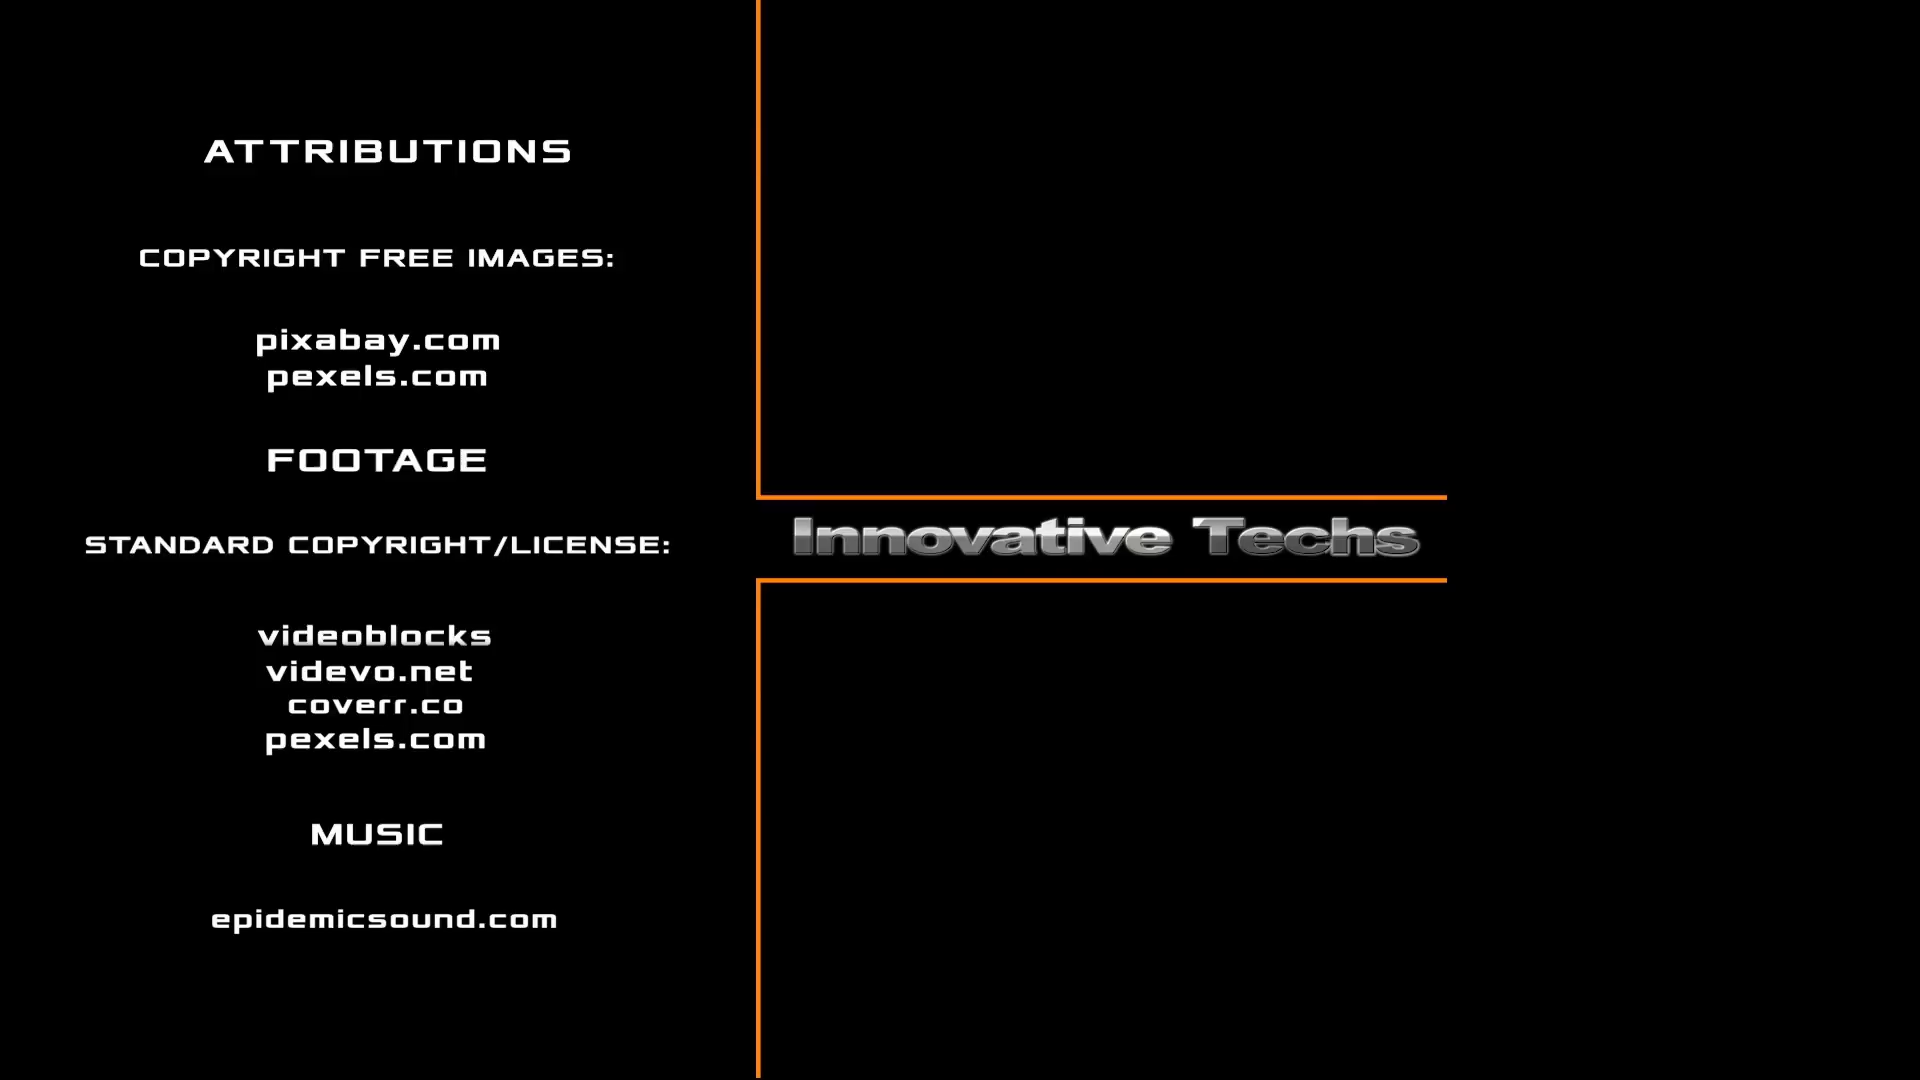 ATTRIBUTIONS
COPYRIGHT FREE IMAGES:
pixabay.com
pexels.com
FOOTAGE
STANDARD COPYRIGHT/LICENSE:
videoblocks
videvo.net
coverr.co
pexels.com
MUSIC
epidemicsound.com
Innovative Techs